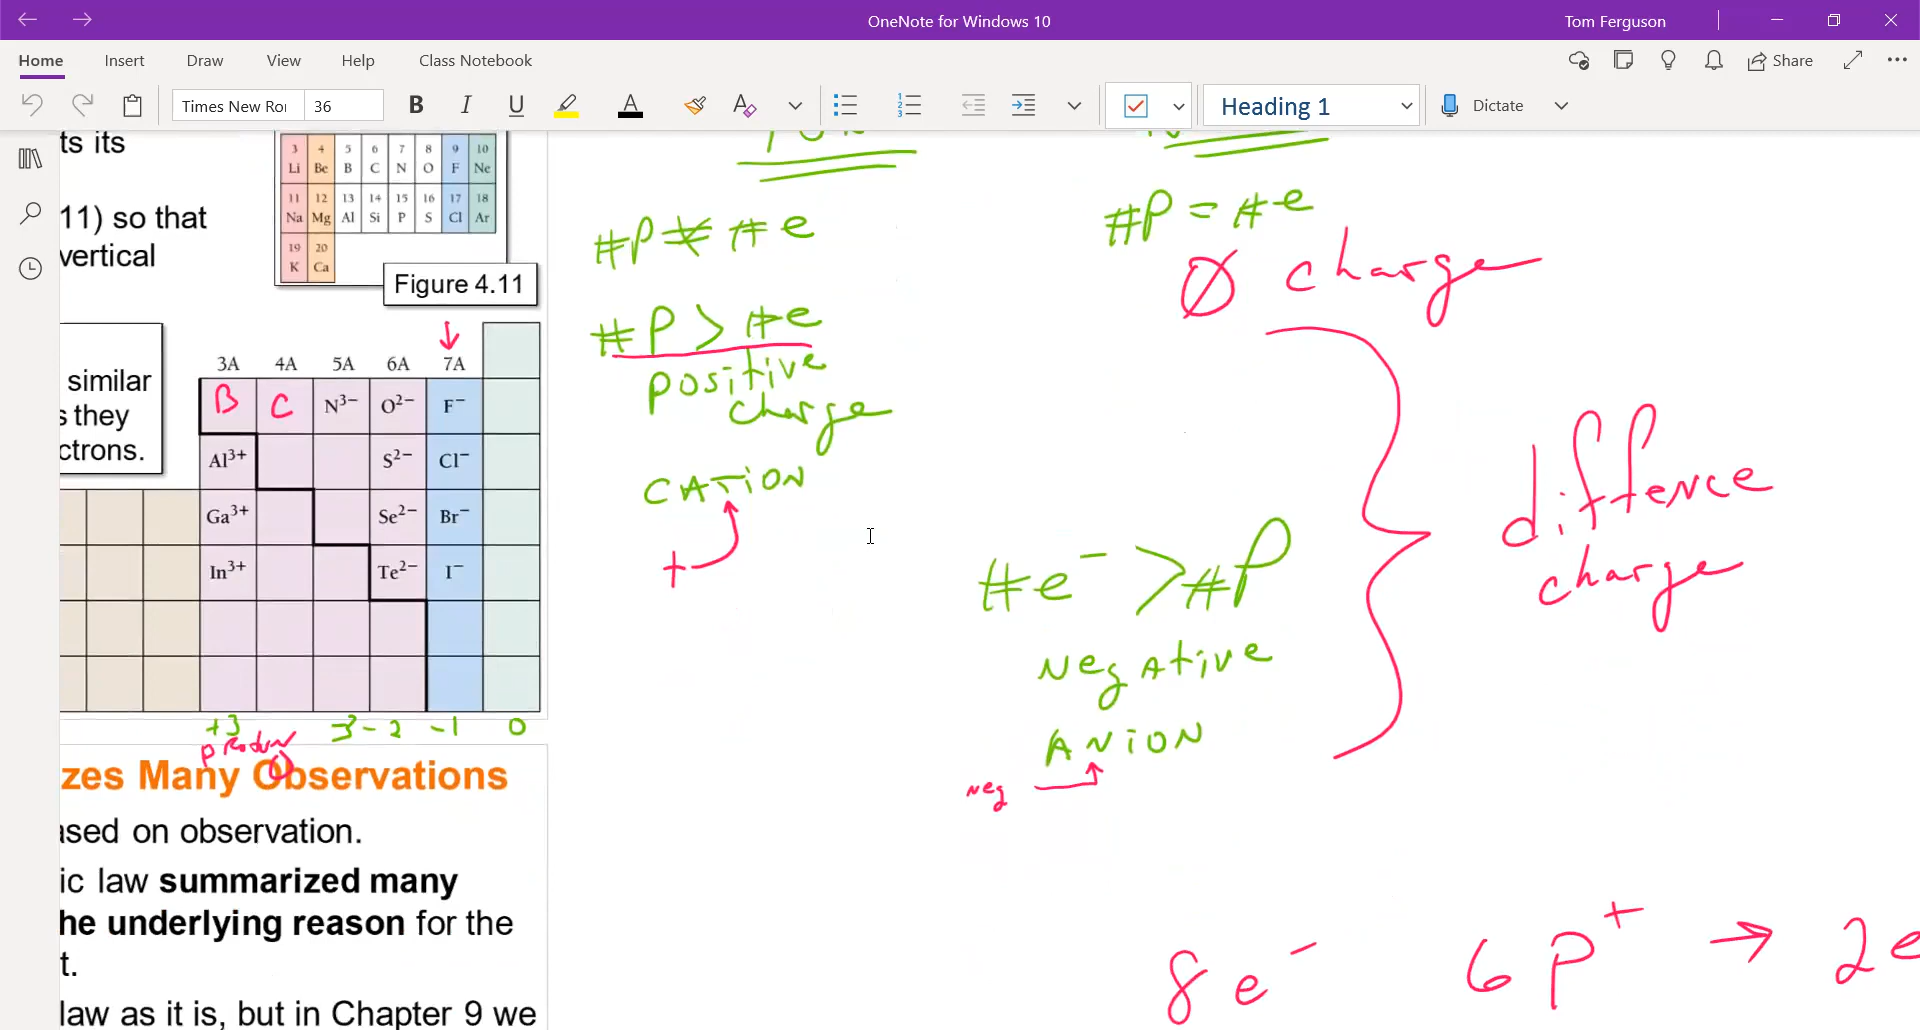 OneNote for Windows 10
Tom Ferguson
Home Insert Draw View Help Class Notebook
Share
Times New Ro
36
B I U A
Heading 1
Dictate
ts its
11) so that
vertical
3 4 5 6 7 8 9 10
Li Be B C N O F Ne
11 12 13 14 15 16 17 18
Na Mg Al Si P S Cl Ar
19 20
K Ca
Figure 4.11
similar
s they
ctrons.
3A 4A 5A 6A 7A
B C N³⁻ O²⁻ F⁻
Al³⁺ S²⁻ Cl⁻
Ga³⁺ Se²⁻ Br⁻
In³⁺ Te²⁻ I⁻
+3 3- -2 -1 0
zes Many Observations
ased on observation.
ic law summarized many
he underlying reason for the
t.
law as it is, but in Chapter 9 we
#P ≠ #e
#P > #e
positive
charge
CATION
+
#P = #e
0 charge
#e⁻ > #P
Negative
ANION
neg
diffence
charge
8e⁻ 6p⁺ → 2e